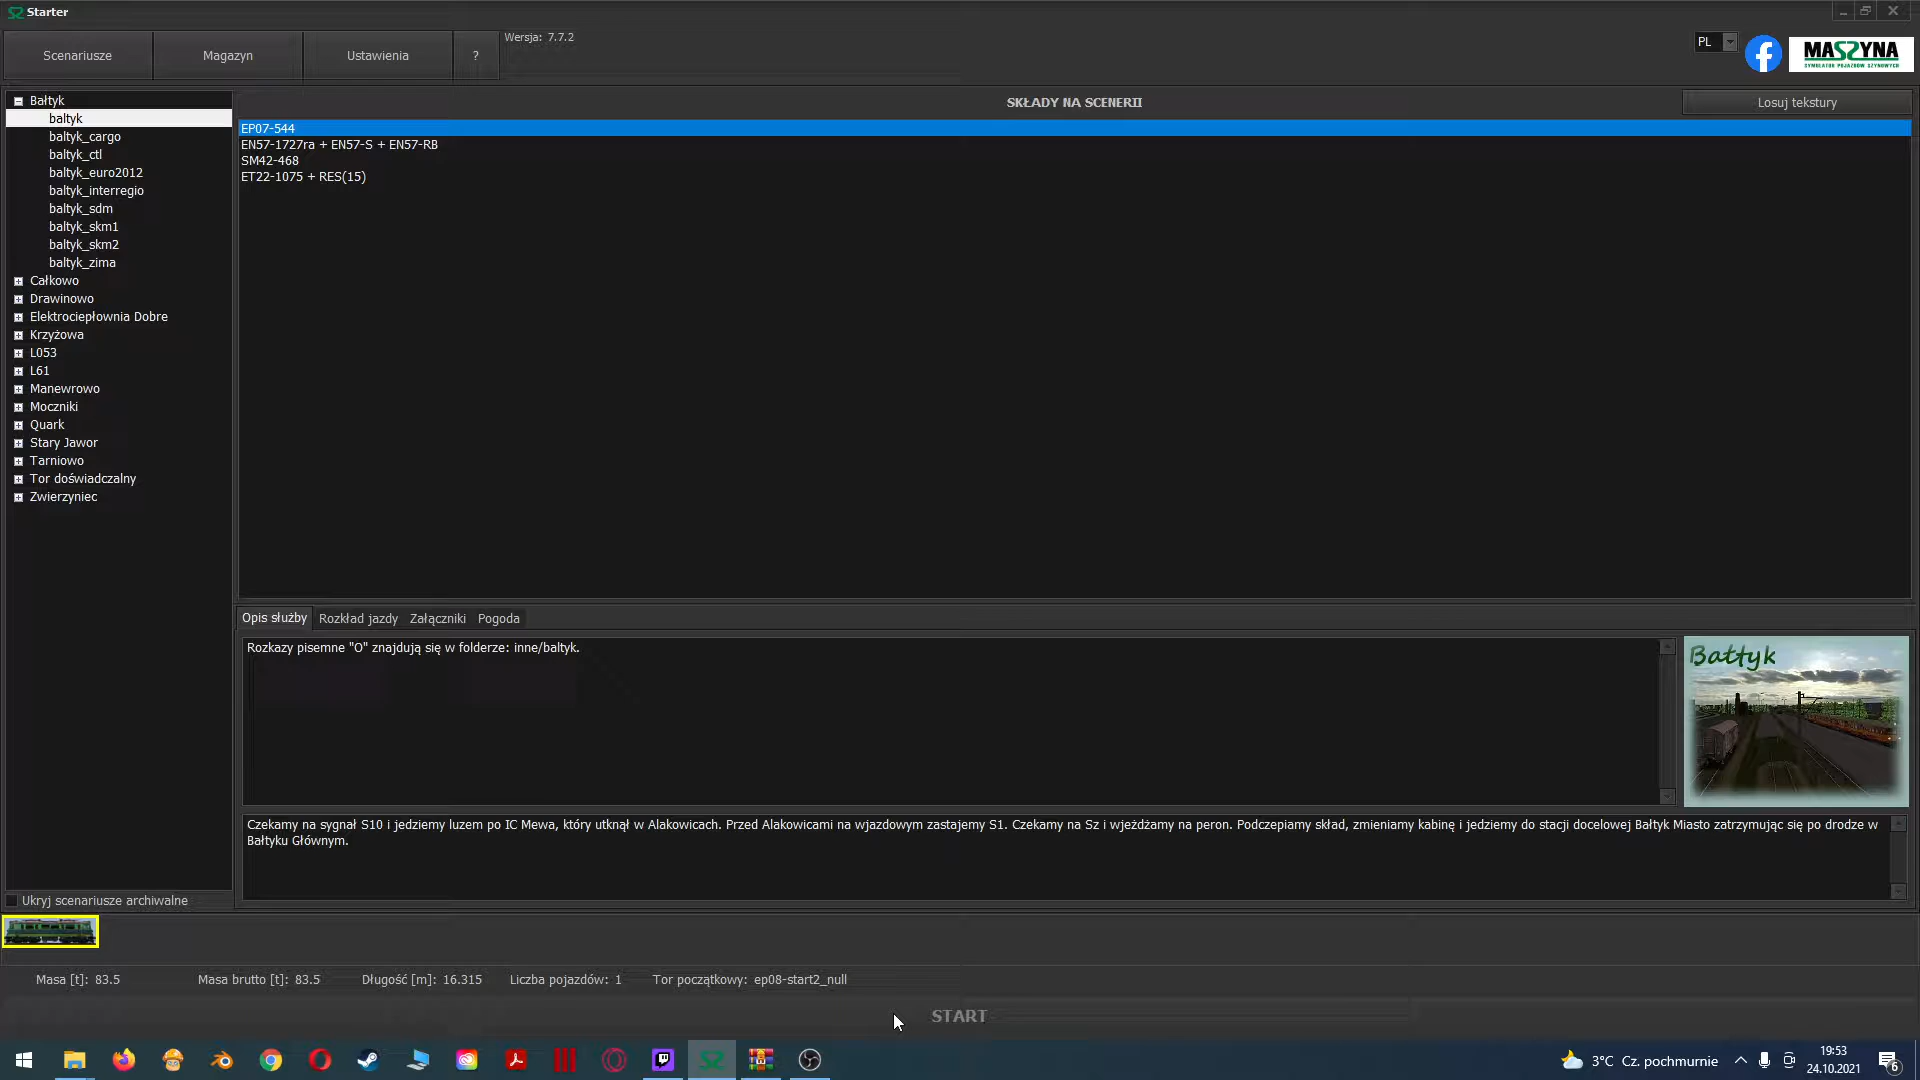 Starter
Scenariusze
Magazyn
Ustawienia
?
Wersja: 7.7.2
PL
MASZYNA
SYMULATOR POJAZDÓW SZYNOWYCH
Bałtyk
baltyk
baltyk_cargo
baltyk_ctl
baltyk_euro2012
baltyk_interregio
baltyk_sdm
baltyk_skm1
baltyk_skm2
baltyk_zima
Całkowo
Drawinowo
Elektrociepłownia Dobre
Krzyżowa
L053
L61
Manewrowo
Moczniki
Quark
Stary Jawor
Tarniowo
Tor doświadczalny
Zwierzyniec
Ukryj scenariusze archiwalne
SKŁADY NA SCENERII
Losuj tekstury
EP07-544
EN57-1727ra + EN57-S + EN57-RB
SM42-468
ET22-1075 + RES(15)
Opis służby
Rozkład jazdy
Załączniki
Pogoda
Rozkazy pisemne "O" znajdują się w folderze: inne/baltyk.
Bałtyk
Czekamy na sygnał S10 i jedziemy luzem po IC Mewa, który utknął w Alakowicach. Przed Alakowicami na wjazdowym zastajemy S1. Czekamy na Sz i wjeżdżamy na peron. Podczepiamy skład, zmieniamy kabinę i jedziemy do stacji docelowej Bałtyk Miasto zatrzymując się po drodze w
Bałtyku Głównym.
Masa [t]: 83.5
Masa brutto [t]: 83.5
Długość [m]: 16.315
Liczba pojazdów: 1
Tor początkowy: ep08-start2_null
START
3°C Cz. pochmurnie
19:53
24.10.2021
6